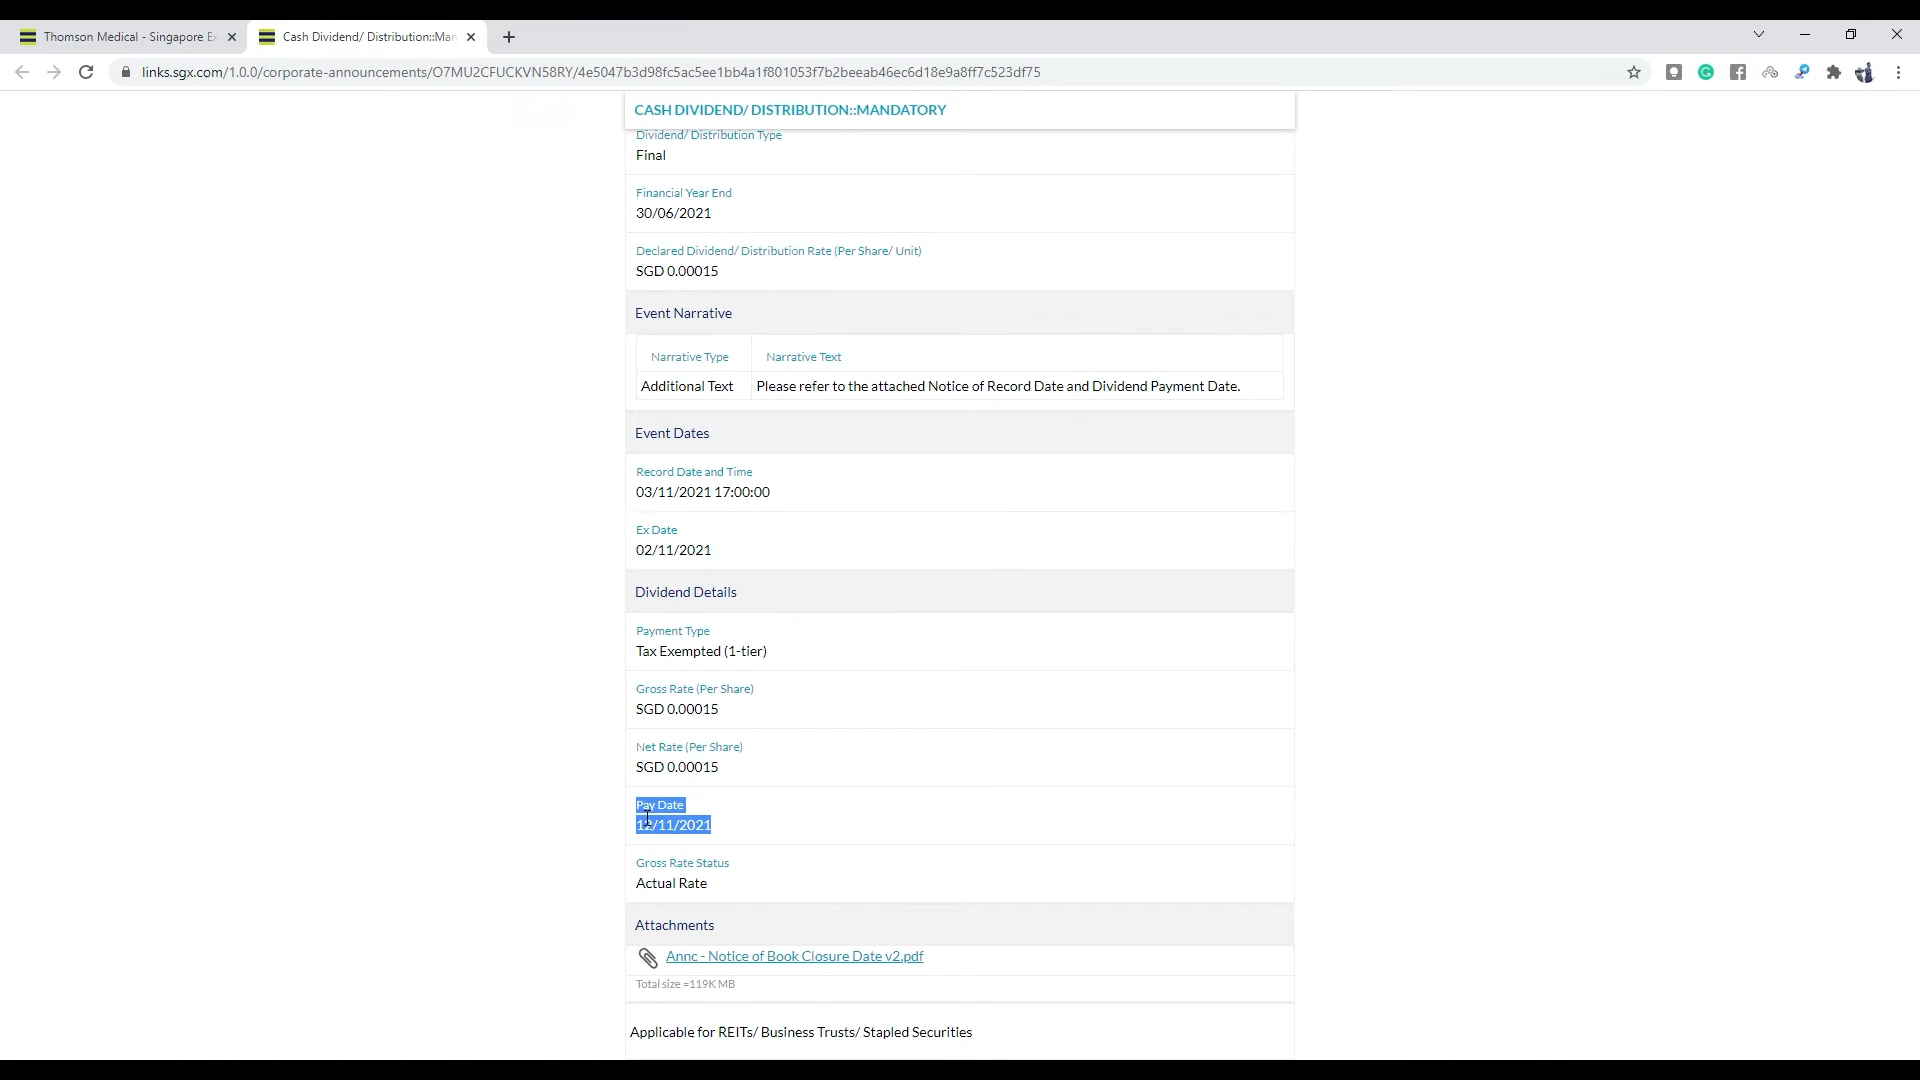 Thomson Medical - Singapore Ex
Cash Dividend/ Distribution::Man
links.sgx.com/1.0.0/corporate-announcements/O7MU2CFUCKVN58RY/4e5047b3d98fc5ac5ee1bb4a1f801053f7b2beeab46ec6d18e9a8ff7c523df75
CASH DIVIDEND/ DISTRIBUTION::MANDATORY
Dividend/ Distribution Type
Final
Financial Year End
30/06/2021
Declared Dividend/ Distribution Rate (Per Share/ Unit)
SGD 0.00015
Event Narrative
Narrative Type Narrative Text
Additional Text Please refer to the attached Notice of Record Date and Dividend Payment Date.
Event Dates
Record Date and Time
03/11/2021 17:00:00
Ex Date
02/11/2021
Dividend Details
Payment Type
Tax Exempted (1-tier)
Gross Rate (Per Share)
SGD 0.00015
Net Rate (Per Share)
SGD 0.00015
Pay Date
12/11/2021
Gross Rate Status
Actual Rate
Attachments
Annc - Notice of Book Closure Date v2.pdf
Total size =119K MB
Applicable for REITs/ Business Trusts/ Stapled Securities